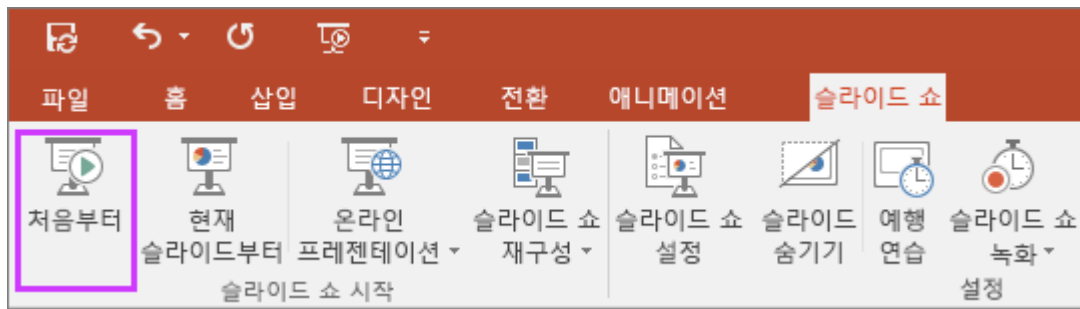 파일 홈 삽입 디자인 전환 애니메이션 슬라이드 쇼
처음부터 현재 온라인 슬라이드 쇼 슬라이드 쇼 슬라이드 예행 슬라이드 쇼
슬라이드부터 프레젠테이션 재구성 설정 숨기기 연습 녹화
슬라이드 쇼 시작 설정